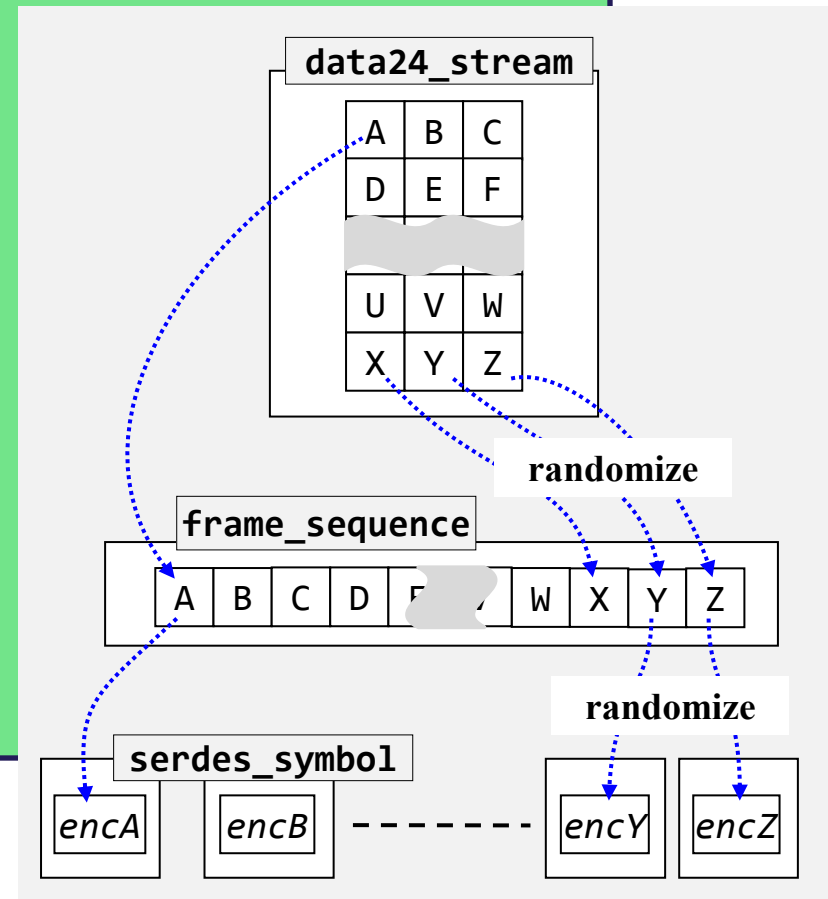 data24_stream
A B C
D E F
U V W
X Y Z
randomize
frame_sequence
A B C D W X Y Z
randomize
serdes_symbol
encA encB encY encZ